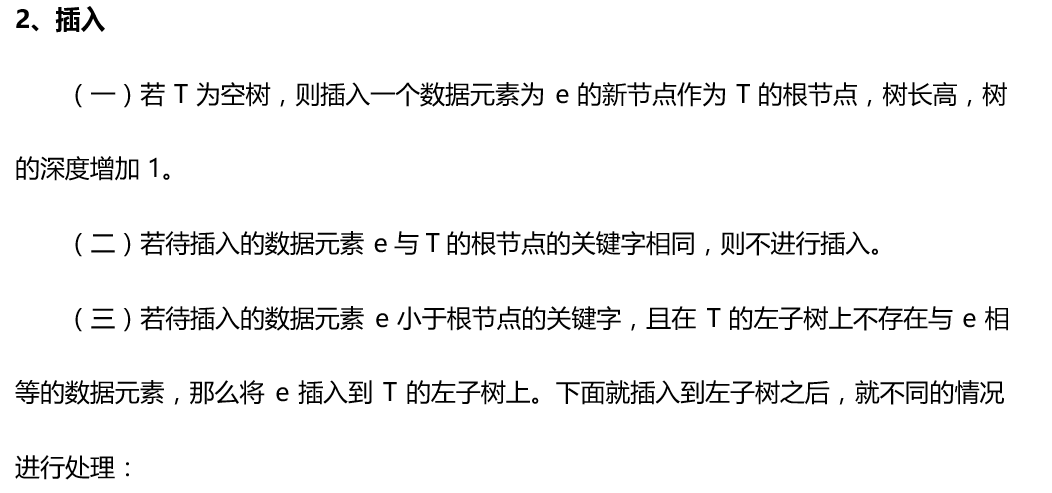 2、插入
（一）若 T 为空树，则插入一个数据元素为 e 的新节点作为 T 的根节点，树长高，树
的深度增加 1。
（二）若待插入的数据元素 e 与 T 的根节点的关键字相同，则不进行插入。
（三）若待插入的数据元素 e 小于根节点的关键字，且在 T 的左子树上不存在与 e 相
等的数据元素，那么将 e 插入到 T 的左子树上。下面就插入到左子树之后，就不同的情况
进行处理：